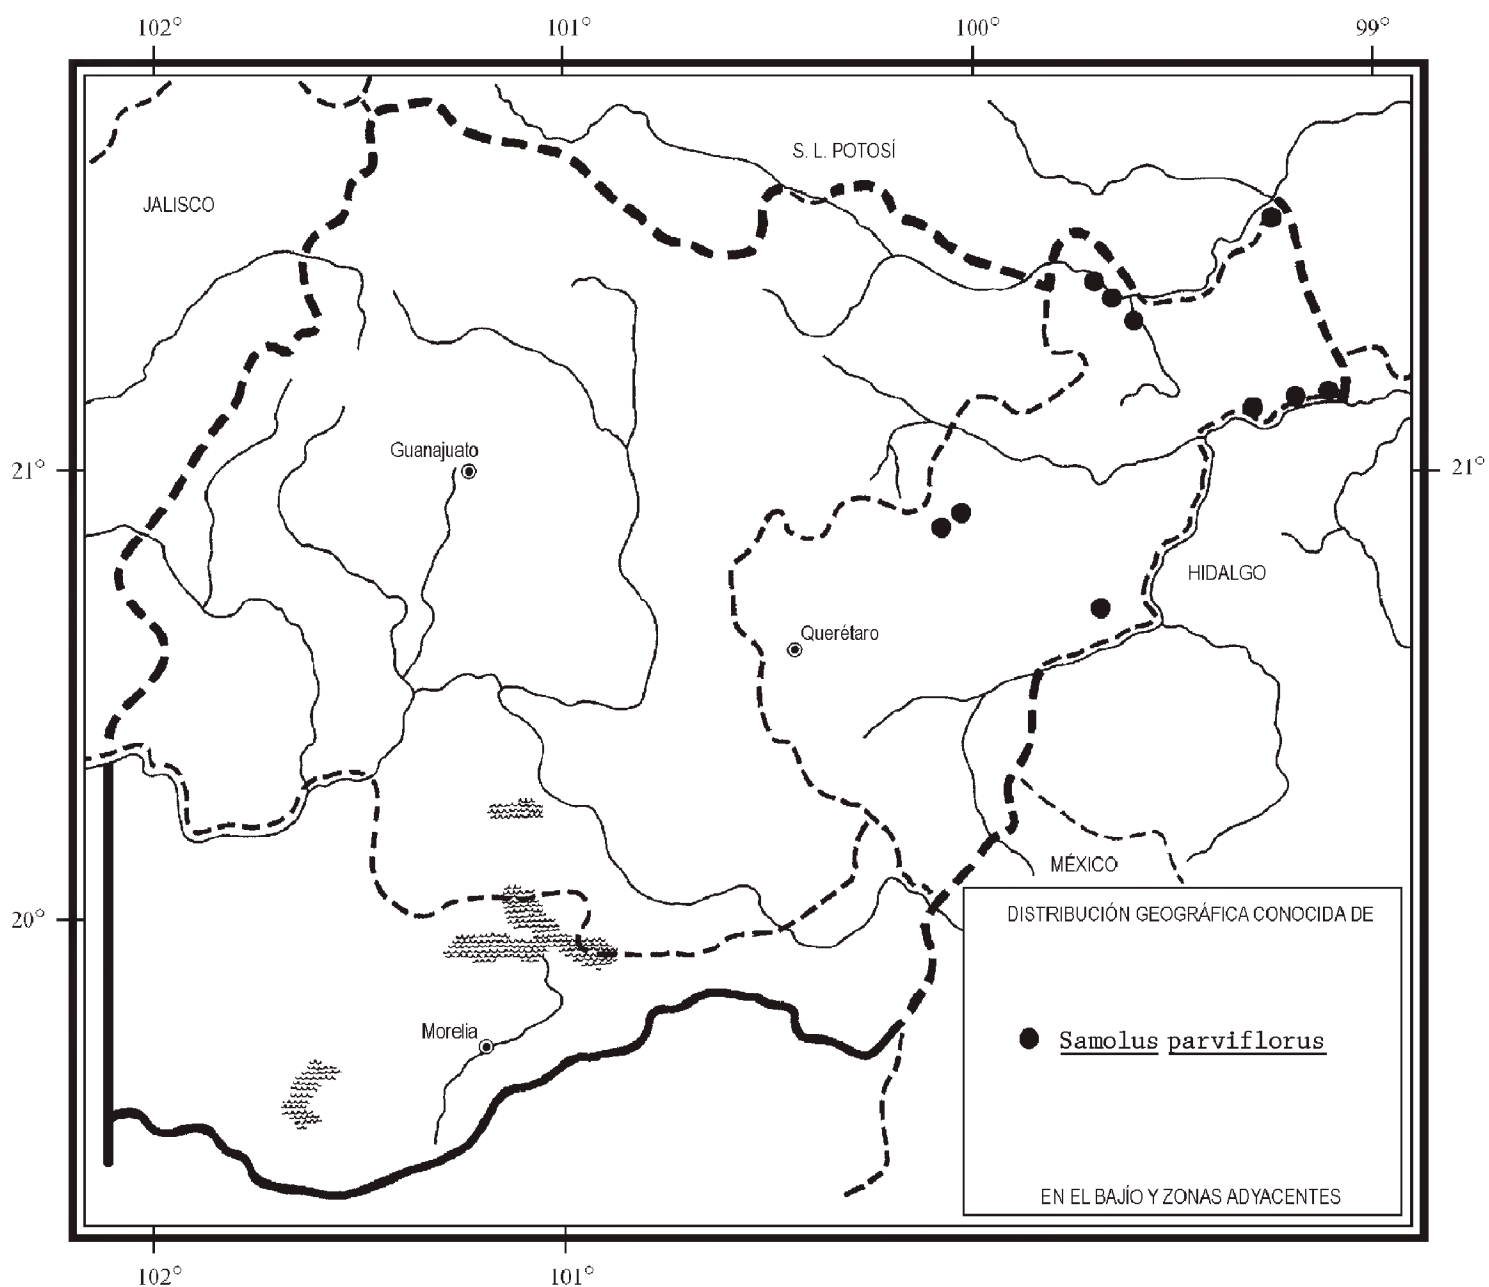 102° 101° 100° 99°
S. L. POTOSÍ
JALISCO
Guanajuato
21° 21°
HIDALGO
Querétaro
MÉXICO
20°
DISTRIBUCIÓN GEOGRÁFICA CONOCIDA DE
Morelia
Samolus parviflorus
EN EL BAJÍO Y ZONAS ADYACENTES
102° 101°